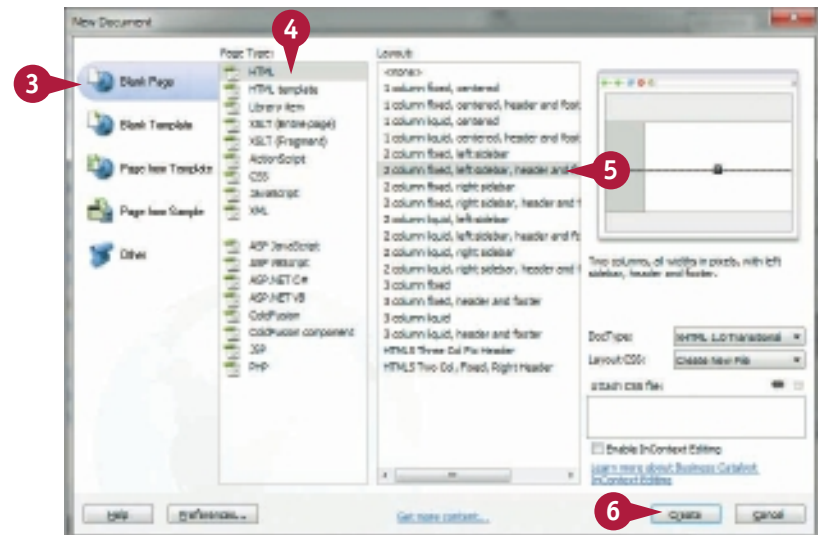 New Document
4
Page Type:
Layout:
3
Blank Page
Blank Template
Page from Template
Page from Sample
Other
HTML
HTML template
Library item
XSLT (Entire page)
XSLT (Fragment)
ActionScript
CSS
JavaScript
XML
ASP JavaScript
ASP VBScript
ASP.NET C#
ASP.NET VB
ColdFusion
ColdFusion component
JSP
PHP
<none>
1 column fixed, centered
1 column fixed, centered, header and foot
1 column liquid, centered
1 column liquid, centered, header and foot
2 column fixed, left sidebar
2 column fixed, left sidebar, header and f
5
2 column fixed, right sidebar
2 column fixed, right sidebar, header and f
2 column liquid, left sidebar
2 column liquid, left sidebar, header and fo
2 column liquid, right sidebar
2 column liquid, right sidebar, header and
3 column fixed
3 column fixed, header and footer
3 column liquid
3 column liquid, header and footer
HTML5 Three Col Fix Header
HTML5 Two Col, Fixed, Right Header
Two columns, all widths in pixels, with left
sidebar, header and footer.
DocType: XHTML 1.0 Transitional
Layout CSS: Create New File
Attach CSS file:
Enable InContext Editing
Learn more about Business Catalyst
InContext Editing
Help
Preferences...
Get more content...
6
Create
Cancel